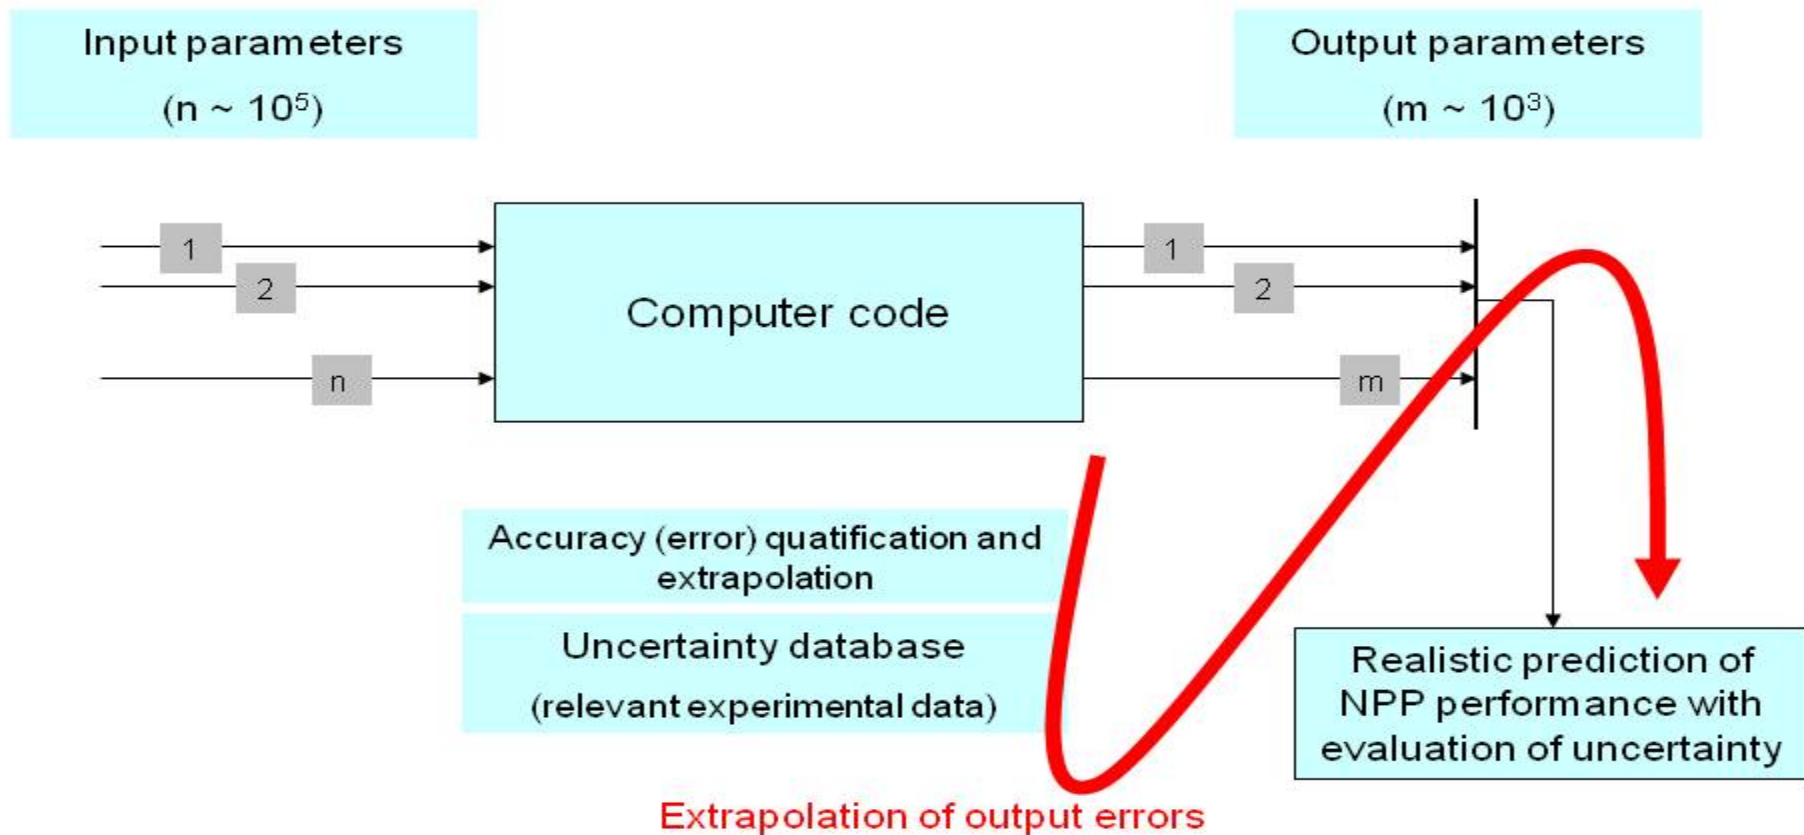 Input parameters
(n ~ 10⁵)
Output parameters
(m ~ 10³)
1
2
n
Computer code
1
2
m
Accuracy (error) quatification and
extrapolation
Uncertainty database
(relevant experimental data)
Realistic prediction of
NPP performance with
evaluation of uncertainty
Extrapolation of output errors